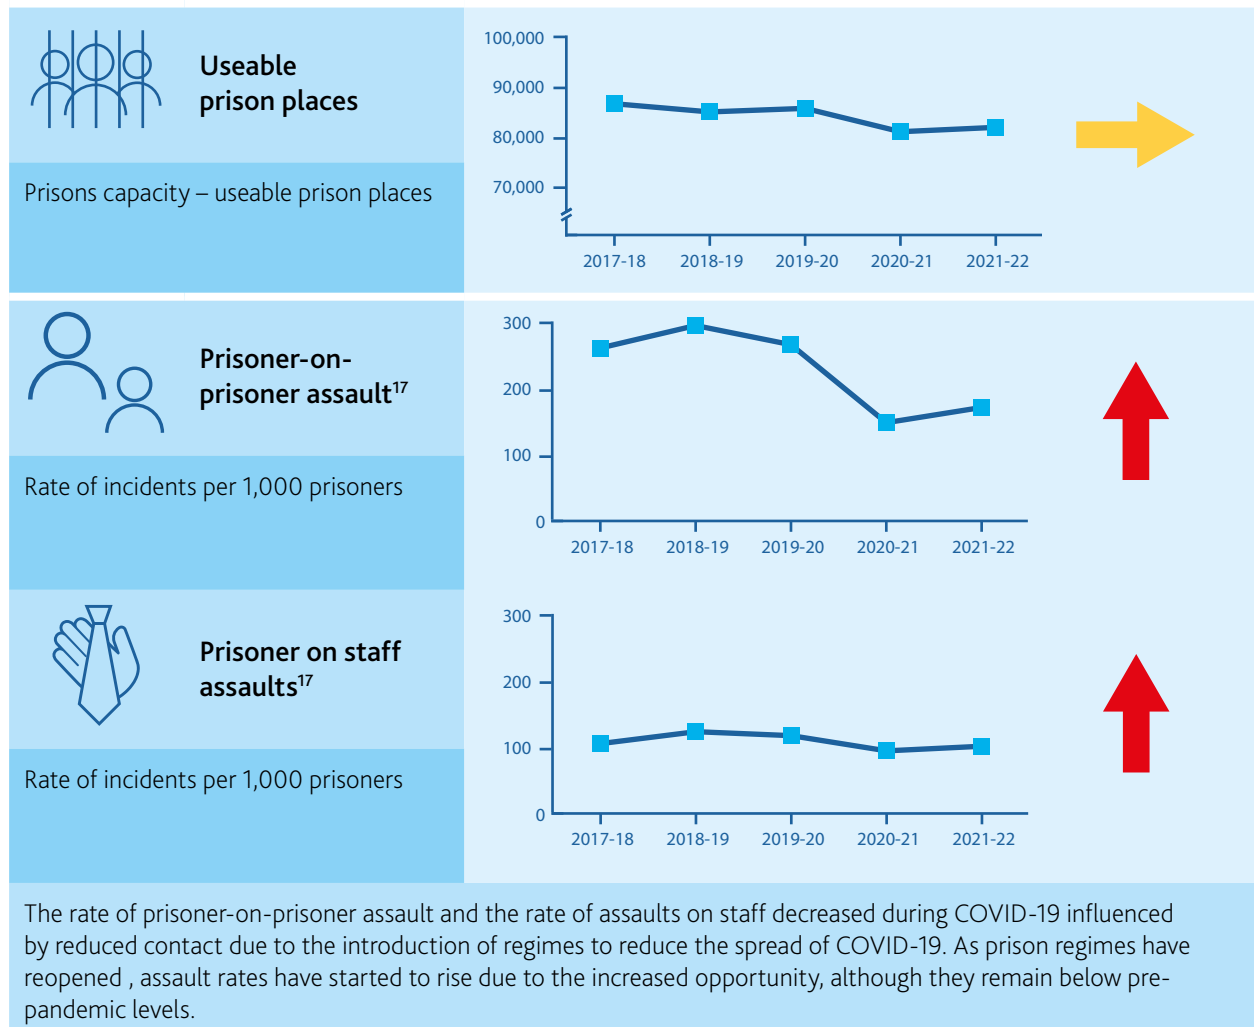 Useable
prison places
Prisons capacity – useable prison places
100,000
90,000
80,000
70,000
2017-18 2018-19 2019-20 2020-21 2021-22
Prisoner-on-
prisoner assault17
Rate of incidents per 1,000 prisoners
300
200
100
0
2017-18 2018-19 2019-20 2020-21 2021-22
Prisoner on staff
assaults17
Rate of incidents per 1,000 prisoners
300
200
100
0
2017-18 2018-19 2019-20 2020-21 2021-22
The rate of prisoner-on-prisoner assault and the rate of assaults on staff decreased during COVID-19 influenced
by reduced contact due to the introduction of regimes to reduce the spread of COVID-19. As prison regimes have
reopened , assault rates have started to rise due to the increased opportunity, although they remain below pre-
pandemic levels.